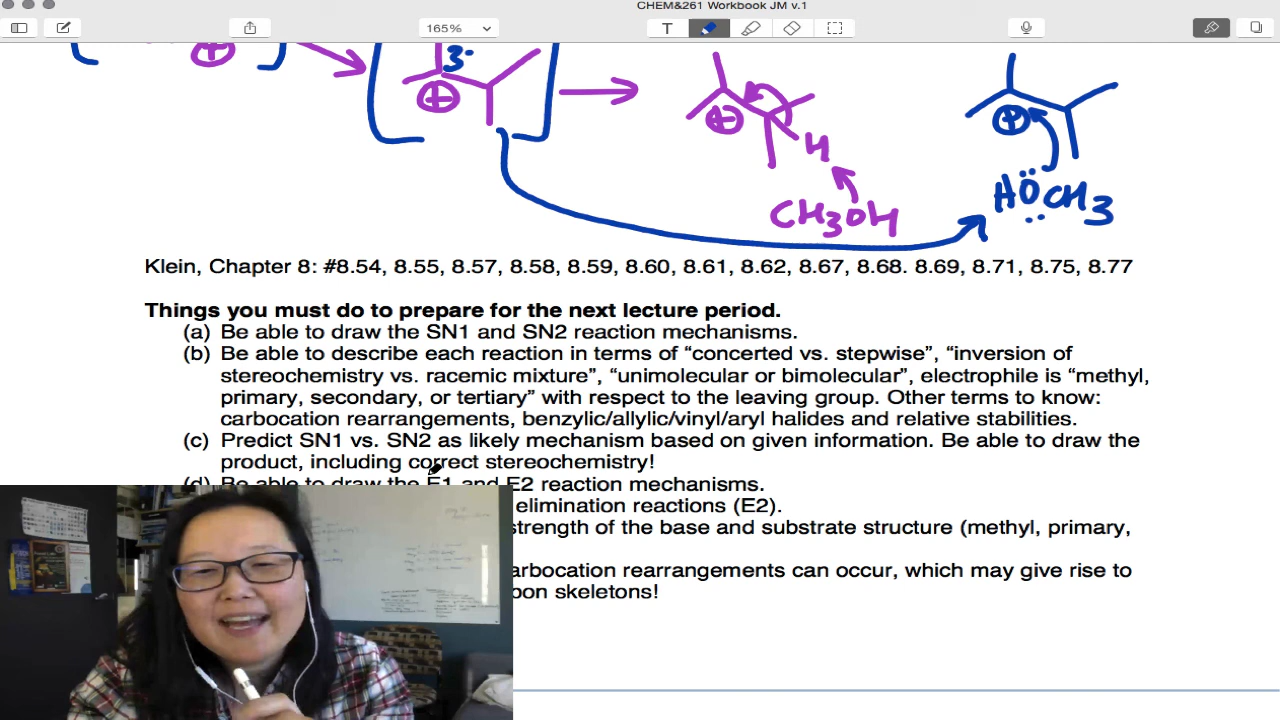 CHEM&261 Workbook JM v.1
165%
T
3°
H
CH3OH
HÖCH3
Klein, Chapter 8: #8.54, 8.55, 8.57, 8.58, 8.59, 8.60, 8.61, 8.62, 8.67, 8.68. 8.69, 8.71, 8.75, 8.77
Things you must do to prepare for the next lecture period.
(a) Be able to draw the SN1 and SN2 reaction mechanisms.
(b) Be able to describe each reaction in terms of “concerted vs. stepwise”, “inversion of
stereochemistry vs. racemic mixture”, “unimolecular or bimolecular”, electrophile is “methyl,
primary, secondary, or tertiary” with respect to the leaving group. Other terms to know:
carbocation rearrangements, benzylic/allylic/vinyl/aryl halides and relative stabilities.
(c) Predict SN1 vs. SN2 as likely mechanism based on given information. Be able to draw the
product, including correct stereochemistry!
(d) Be able to draw the E1 and E2 reaction mechanisms.
elimination reactions (E2).
strength of the base and substrate structure (methyl, primary,
arbocation rearrangements can occur, which may give rise to
bon skeletons!